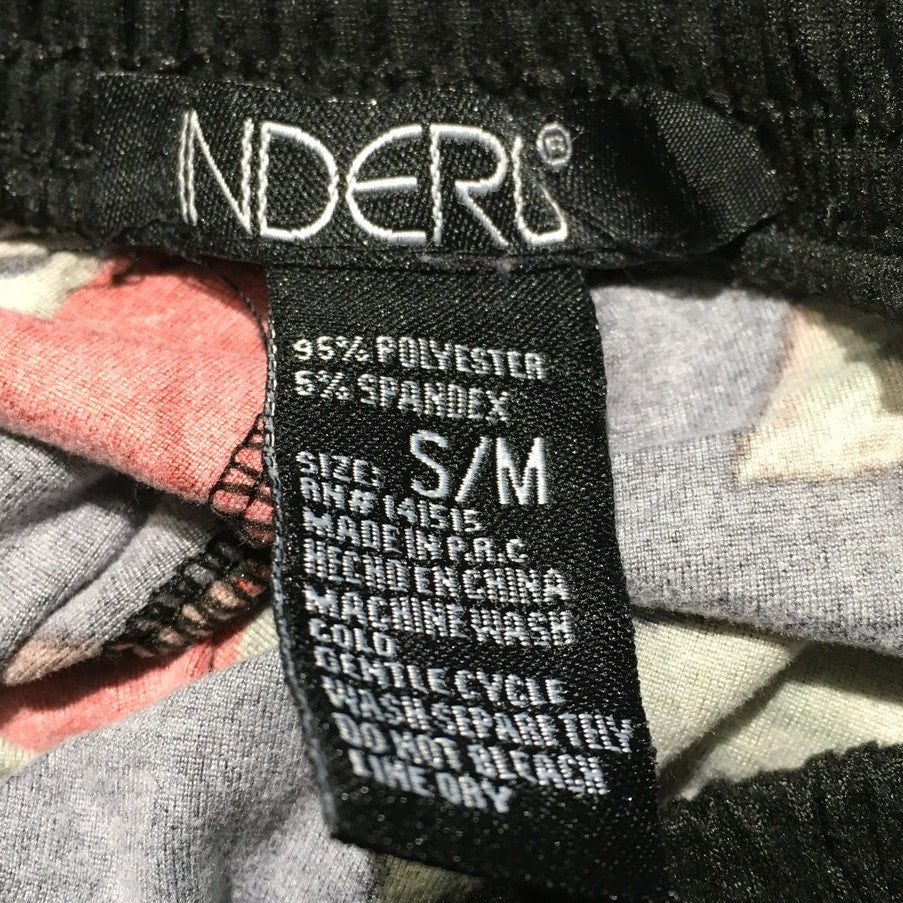 INDERO®
95% POLYESTER
5% SPANDEX
SIZE: S/M
RN# 141515
MADE IN P.R.C
HECHO EN CHINA
MACHINE WASH
COLD
GENTLE CYCLE
WASH SEPARETELY
DO NOT BLEACH
LINE DRY